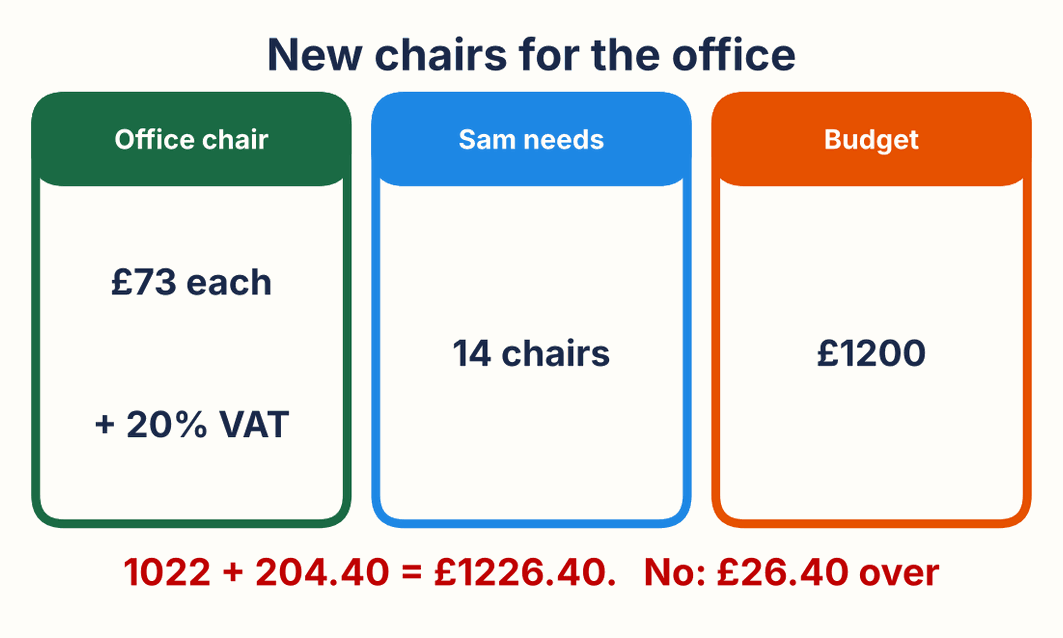 New chairs for the office
Office chair
£73 each
+ 20% VAT
Sam needs
14 chairs
Budget
£1200
1022 + 204.40 = £1226.40. No: £26.40 over